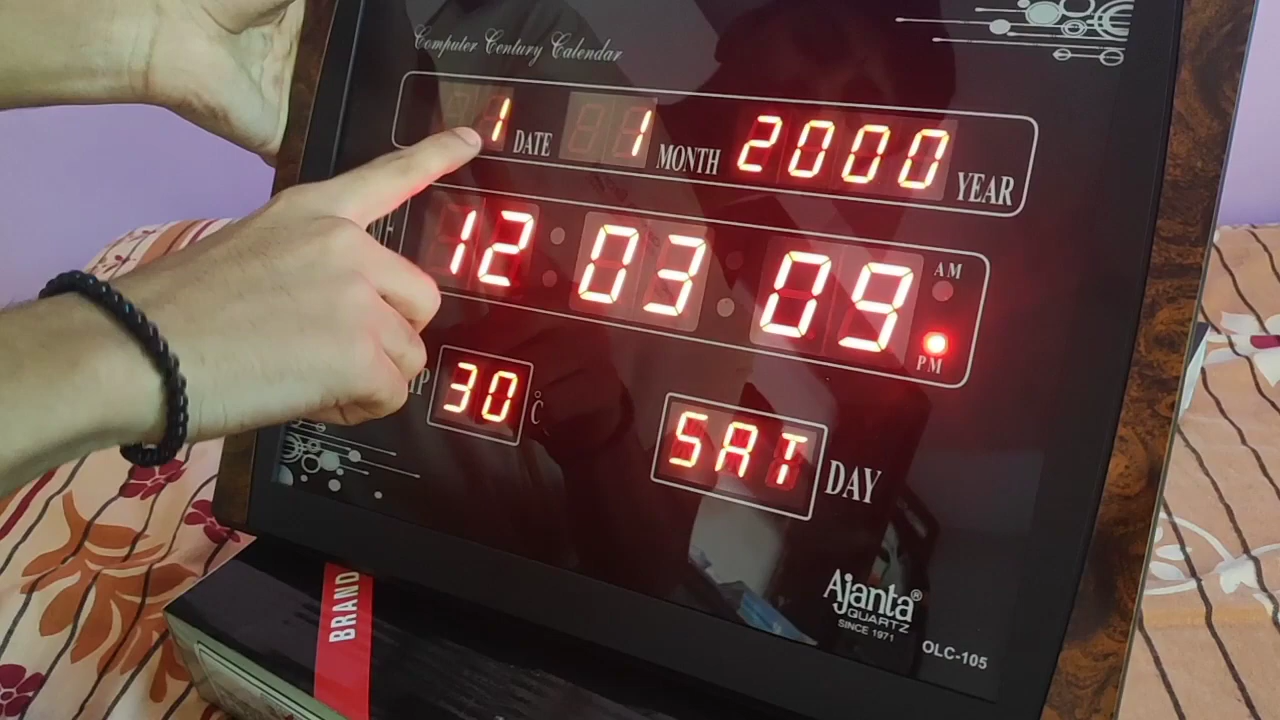 Computer Century Calendar
1 DATE 1 MONTH 2000 YEAR
12 03 09
AM
PM
30 °C
SAT DAY
Ajanta®
QUARTZ
SINCE 1971
OLC-105
BRAND